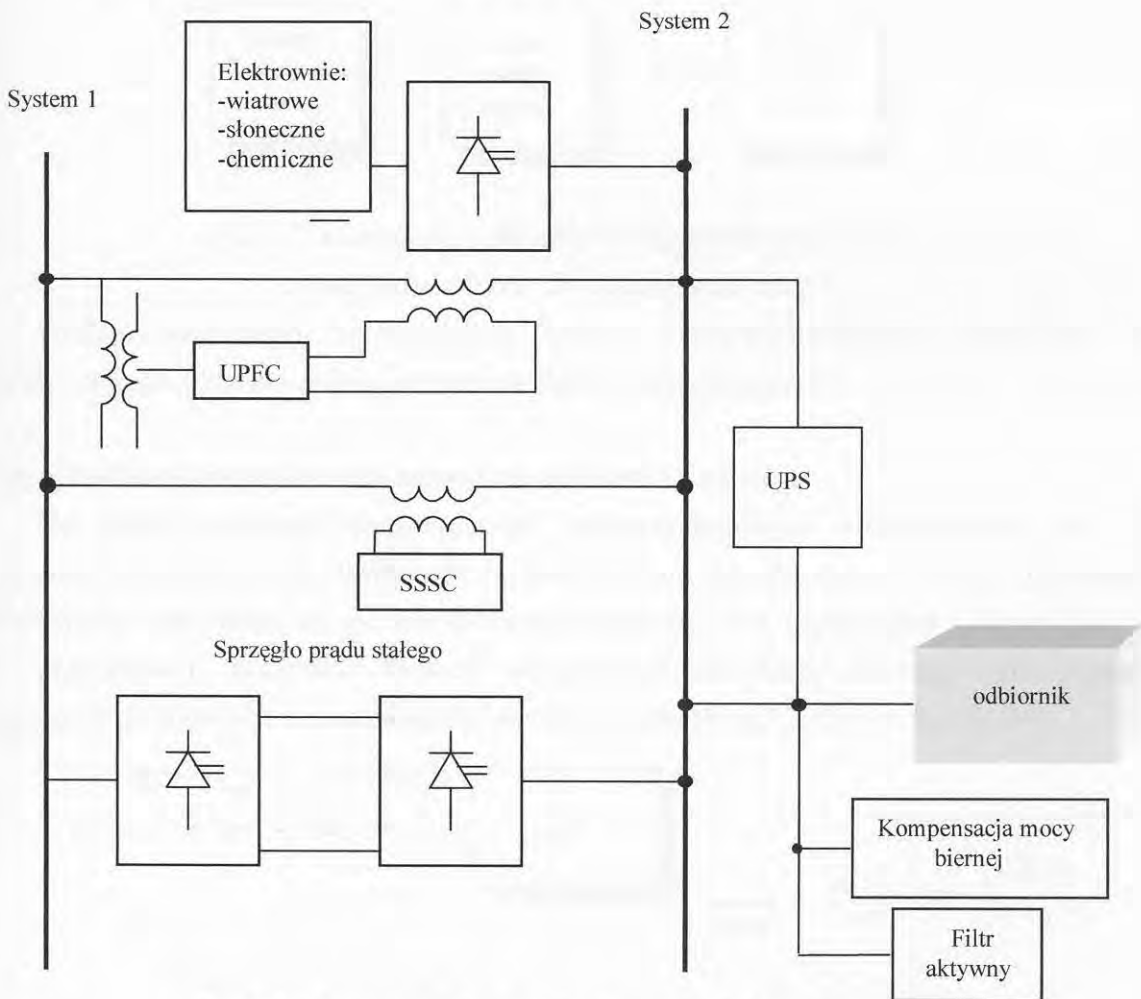 System 2
System 1
Elektrownie:
-wiatrowe
-słoneczne
-chemiczne
UPFC
UPS
SSSC
Sprzęgło prądu stałego
odbiornik
Kompensacja mocy
biernej
Filtr
aktywny